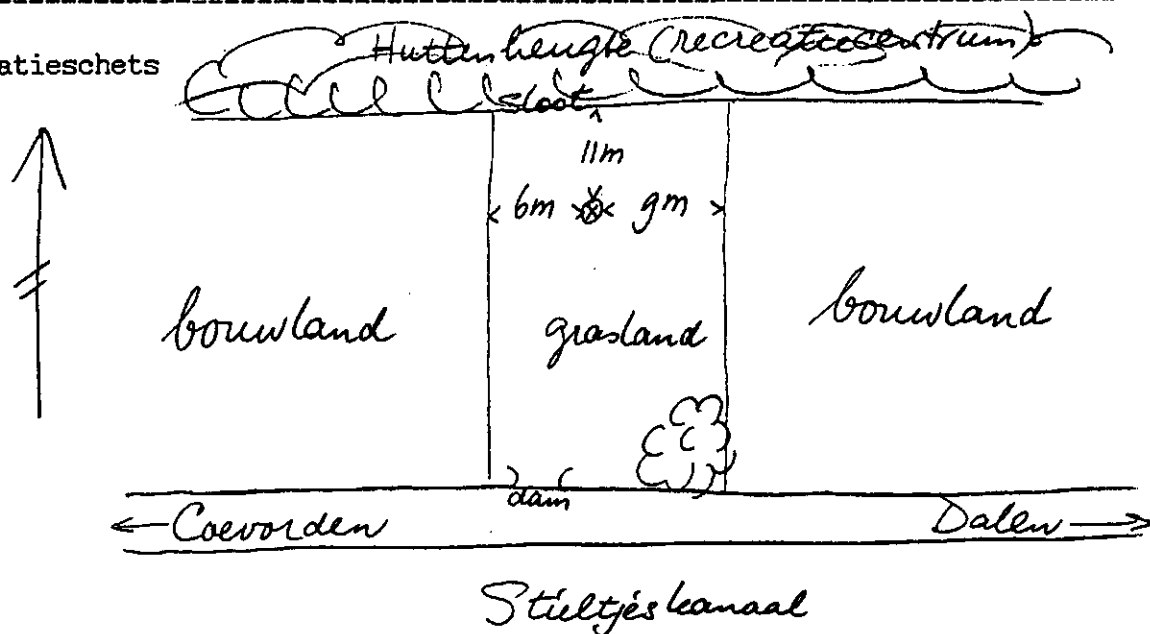 Huttenheugte (recreatiecentrum)
atieschets
sloot
11m
6m 9m
bouwland grasland bouwland
dam
Coevorden Dalen
Stieltjeskanaal